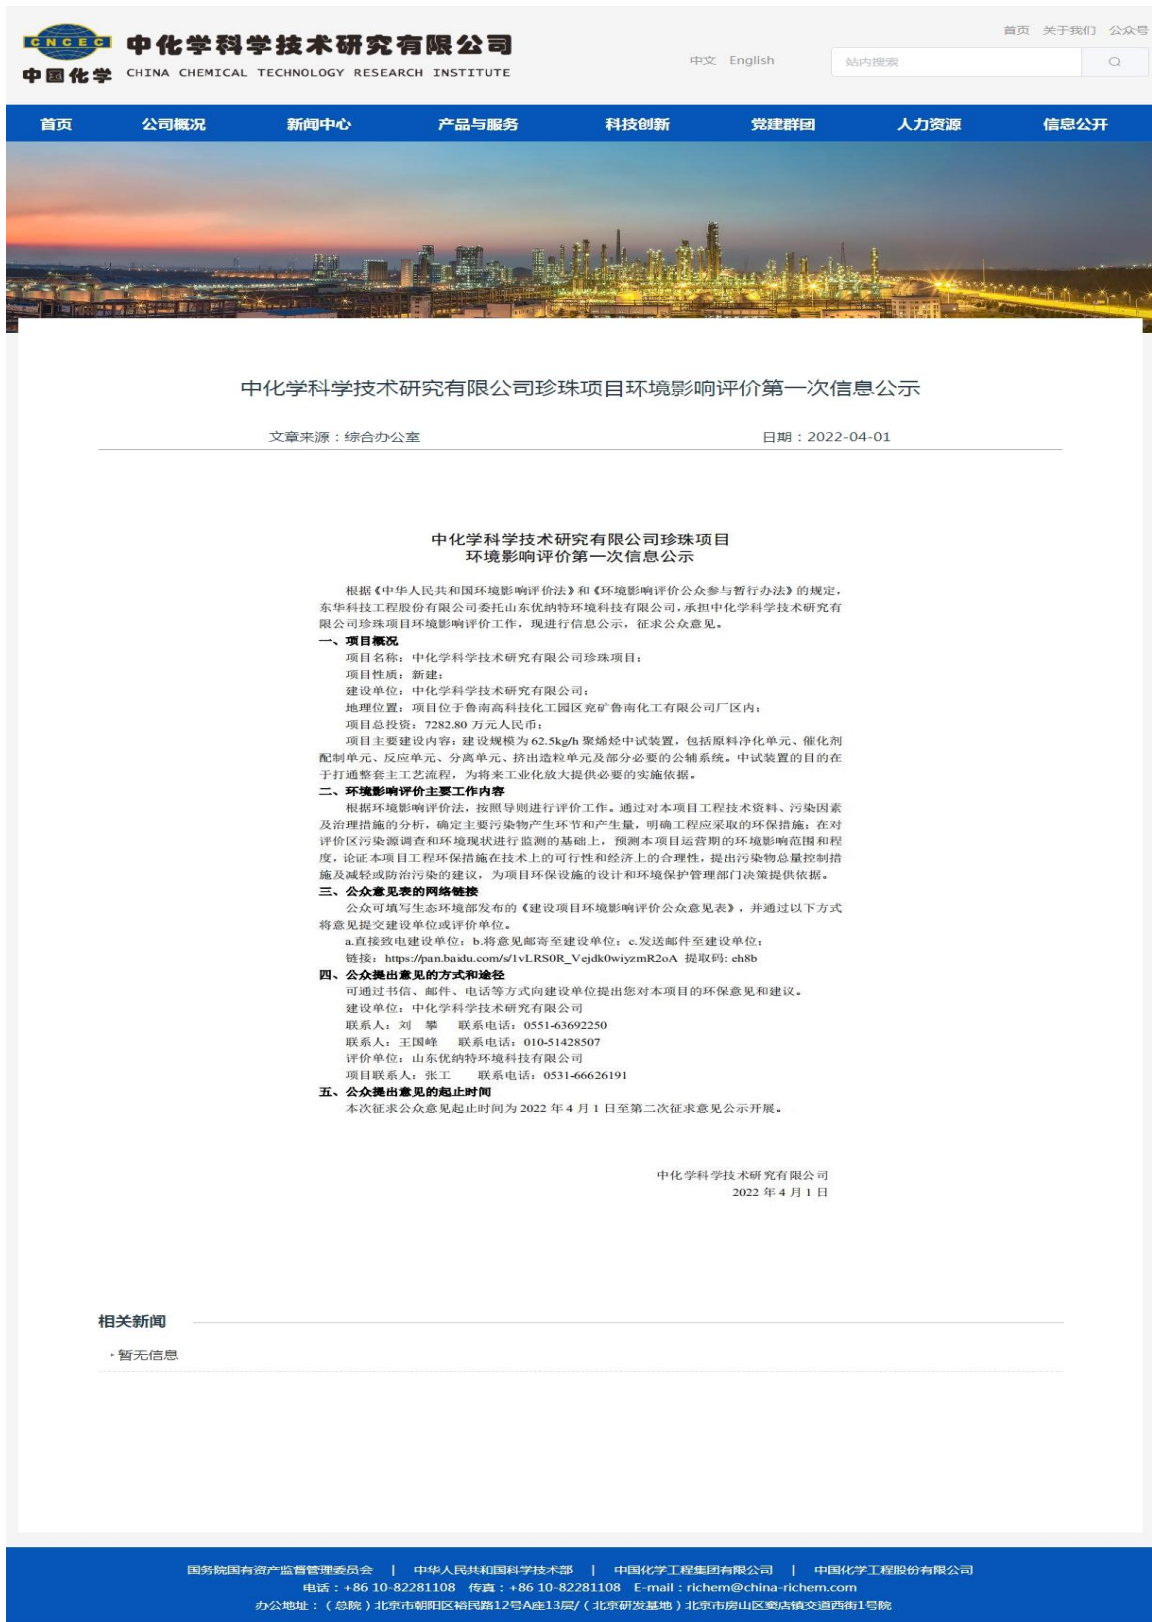 首页 关于我们 公众号
CNCEC
中国化学
中化学科学技术研究有限公司
CHINA CHEMICAL TECHNOLOGY RESEARCH INSTITUTE
中文 English
站内搜索
首页 公司概况 新闻中心 产品与服务 科技创新 党建群团 人力资源 信息公开
中化学科学技术研究有限公司珍珠项目环境影响评价第一次信息公示
文章来源：综合办公室 日期：2022-04-01
中化学科学技术研究有限公司珍珠项目
环境影响评价第一次信息公示
根据《中华人民共和国环境影响评价法》和《环境影响评价公众参与暂行办法》的规定，
东华科技工程股份有限公司委托山东优纳特环境科技有限公司，承担中化学科学技术研究有
限公司珍珠项目环境影响评价工作，现进行信息公示，征求公众意见。
一、项目概况
项目名称：中化学科学技术研究有限公司珍珠项目；
项目性质：新建；
建设单位：中化学科学技术研究有限公司；
地理位置：项目位于鲁南高科技化工园区兖矿鲁南化工有限公司厂区内；
项目总投资：7282.80 万元人民币；
项目主要建设内容：建设规模为 62.5kg/h 聚烯烃中试装置，包括原料净化单元、催化剂
配制单元、反应单元、分离单元、挤出造粒单元及部分必要的公辅系统。中试装置的目的在
于打通整套主工艺流程，为将来工业化放大提供必要的实施依据。
二、环境影响评价主要工作内容
根据环境影响评价法，按照导则进行评价工作。通过对本项目工程技术资料、污染因素
及治理措施的分析，确定主要污染物产生环节和产生量，明确工程应采取的环保措施；在对
评价区污染源调查和环境现状进行监测的基础上，预测本项目运营期的环境影响范围和程
度，论证本项目工程环保措施在技术上的可行性和经济上的合理性，提出污染物总量控制措
施及减轻或防治污染的建议，为项目环保设施的设计和环境保护管理部门决策提供依据。
三、公众意见表的网络链接
公众可填写生态环境部发布的《建设项目环境影响评价公众意见表》，并通过以下方式
将意见提交建设单位或评价单位。
a.直接致电建设单位；b.将意见邮寄至建设单位；c.发送邮件至建设单位；
链接：https://pan.baidu.com/s/1vLRS0R_Vejdk0wiyzmR2oA 提取码: eh8b
四、公众提出意见的方式和途径
可通过书信、邮件、电话等方式向建设单位提出您对本项目的环保意见和建议。
建设单位：中化学科学技术研究有限公司
联系人：刘 攀 联系电话：0551-63692250
联系人：王国峰 联系电话：010-51428507
评价单位：山东优纳特环境科技有限公司
项目联系人：张工 联系电话：0531-66626191
五、公众提出意见的起止时间
本次征求公众意见起止时间为 2022 年 4 月 1 日至第二次征求意见公示开展。
中化学科学技术研究有限公司
2022 年 4 月 1 日
相关新闻
暂无信息
国务院国有资产监督管理委员会 | 中华人民共和国科学技术部 | 中国化学工程集团有限公司 | 中国化学工程股份有限公司
电话：+86 10-82281108 传真：+86 10-82281108 E-mail：richem@china-richem.com
办公地址：（总院）北京市朝阳区裕民路12号A座13层/（北京研发基地）北京市房山区窦店镇交道西街1号院